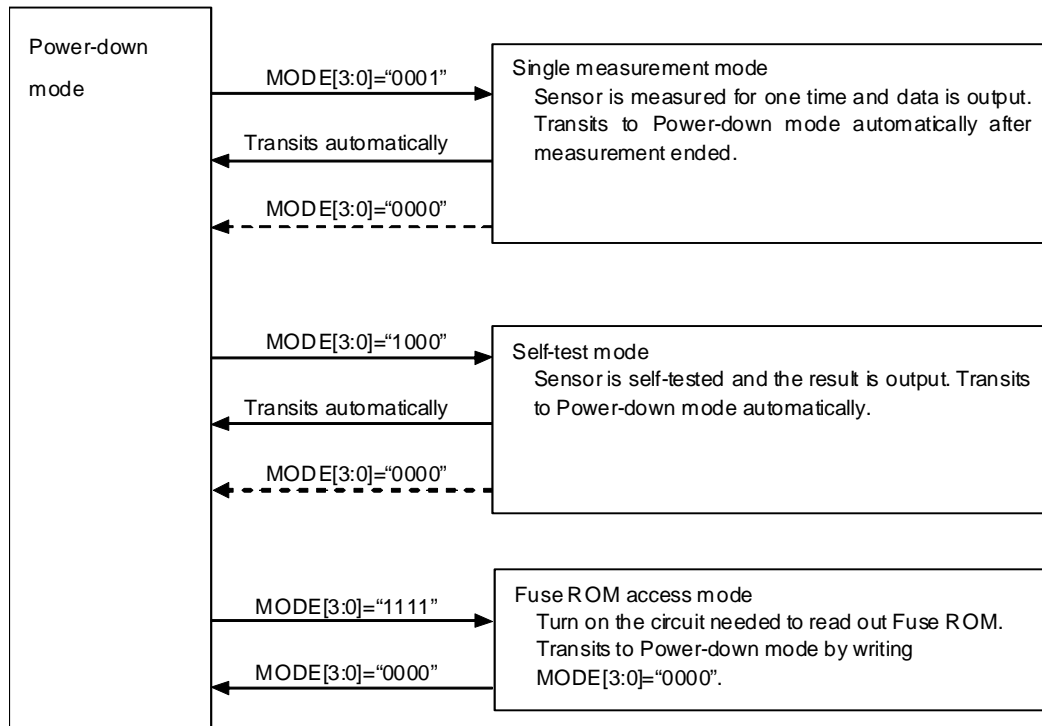 Power-down
mode
MODE[3:0]=“0001”
Transits automatically
MODE[3:0]=“0000”
Single measurement mode
Sensor is measured for one time and data is output.
Transits to Power-down mode automatically after
measurement ended.
MODE[3:0]=“1000”
Transits automatically
MODE[3:0]=“0000”
Self-test mode
Sensor is self-tested and the result is output. Transits
to Power-down mode automatically.
MODE[3:0]=“1111”
MODE[3:0]=“0000”
Fuse ROM access mode
Turn on the circuit needed to read out Fuse ROM.
Transits to Power-down mode by writing
MODE[3:0]=“0000”.